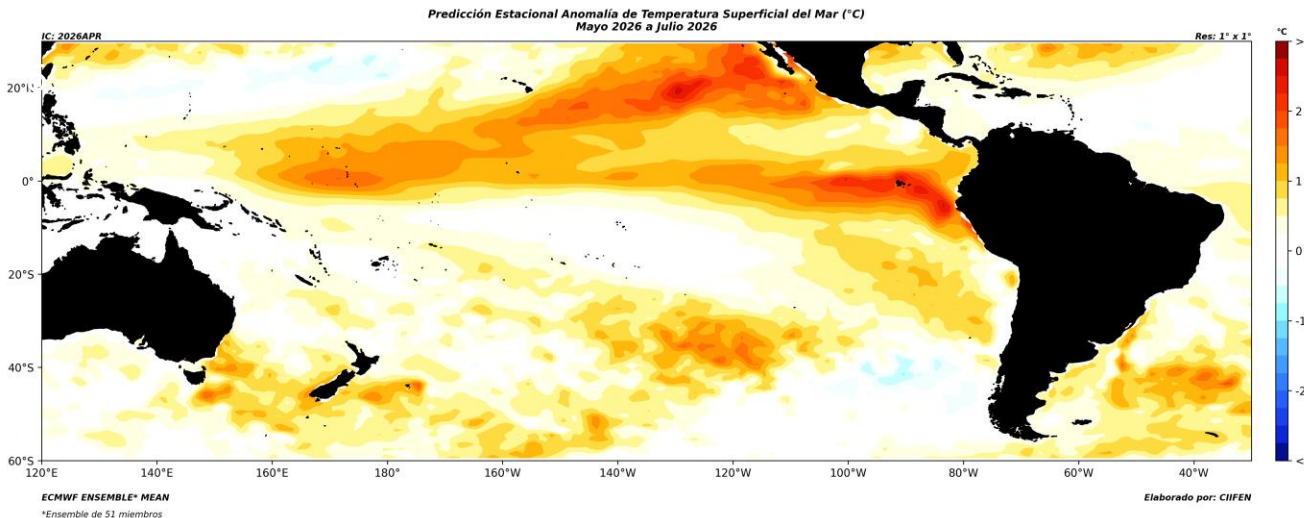 Predicción Estacional Anomalía de Temperatura Superficial del Mar (°C)
Mayo 2026 a Julio 2026
IC: 2026APR
Res: 1° x 1°
°C
>
2
1
0
-1
-2
<
20°N
0°
20°S
40°S
60°S
120°E
140°E
160°E
180°
160°W
140°W
120°W
100°W
80°W
60°W
40°W
ECMWF ENSEMBLE* MEAN
Elaborado por: CIIFEN
*Ensemble de 51 miembros